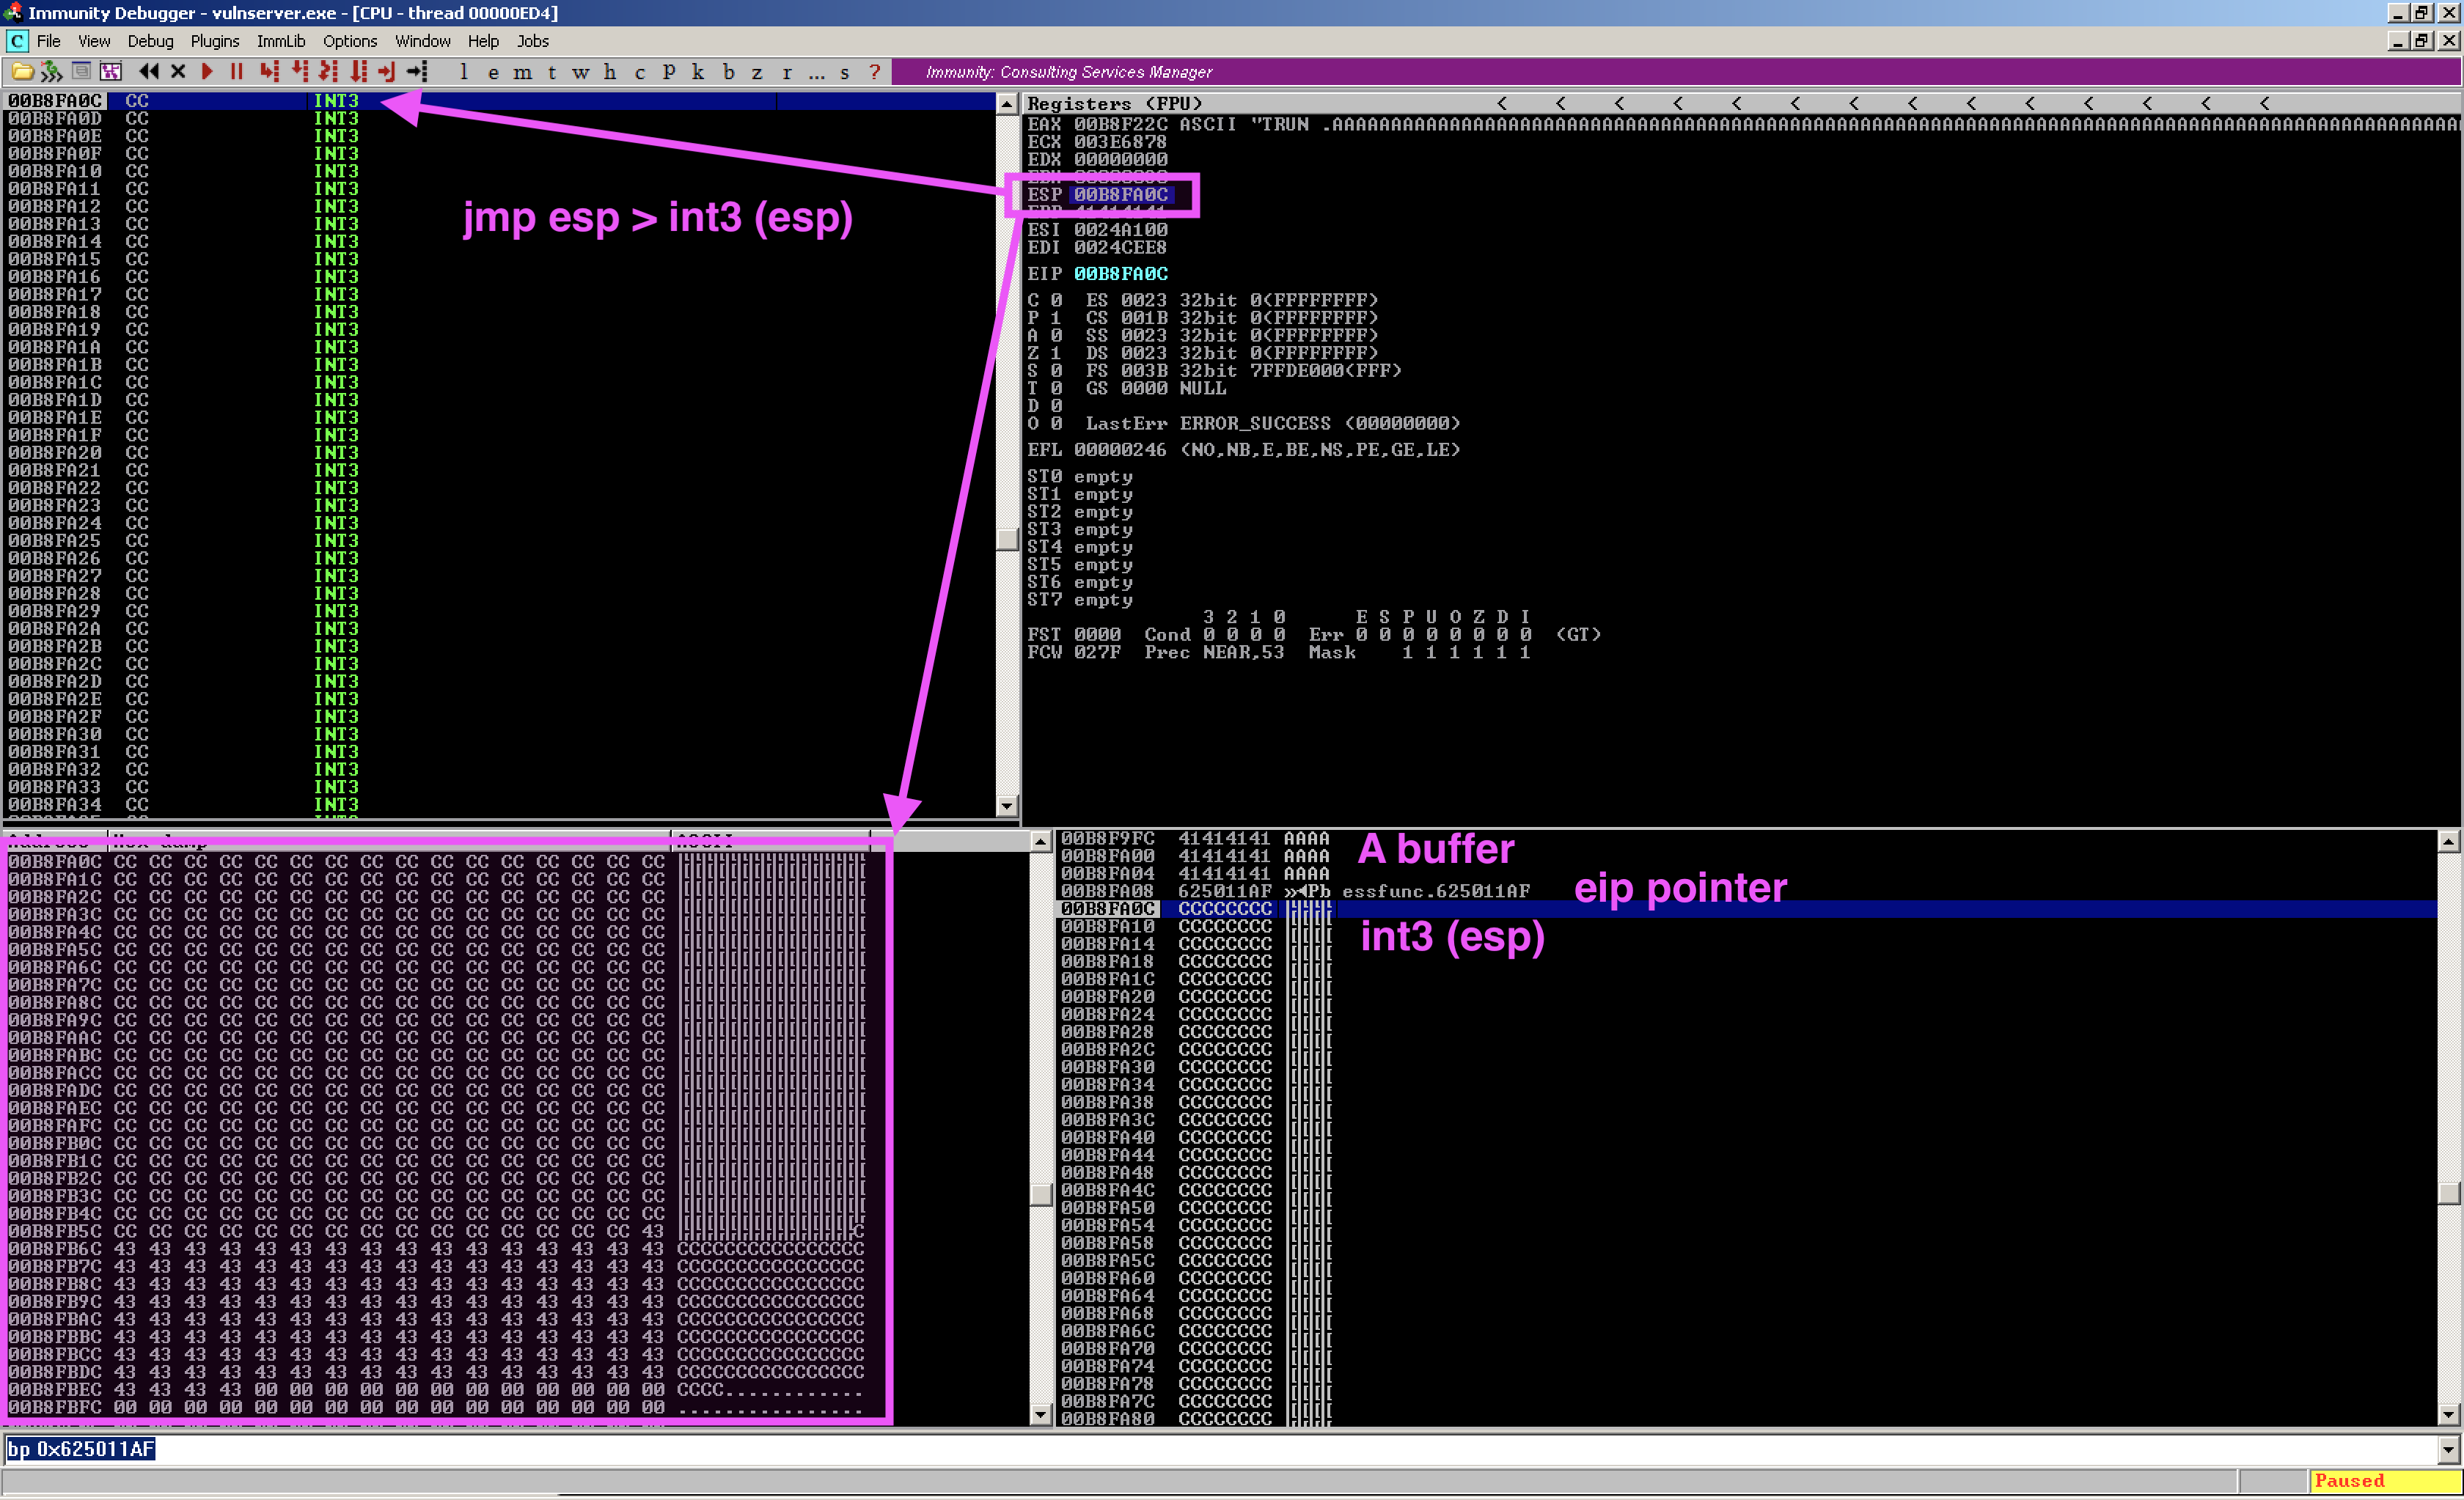 Immunity Debugger - vulnserver.exe - [CPU - thread 00000ED4]
File View Debug Plugins ImmLib Options Window Help Jobs
l e m t w h c P k b z r ... s ?
Immunity: Consulting Services Manager
00B8FA0C CC INT3
00B8FA0D CC INT3
00B8FA0E CC INT3
00B8FA0F CC INT3
00B8FA10 CC INT3
00B8FA11 CC INT3
00B8FA12 CC INT3
00B8FA13 CC INT3
00B8FA14 CC INT3
00B8FA15 CC INT3
00B8FA16 CC INT3
00B8FA17 CC INT3
00B8FA18 CC INT3
00B8FA19 CC INT3
00B8FA1A CC INT3
00B8FA1B CC INT3
00B8FA1C CC INT3
00B8FA1D CC INT3
00B8FA1E CC INT3
00B8FA1F CC INT3
00B8FA20 CC INT3
00B8FA21 CC INT3
00B8FA22 CC INT3
00B8FA23 CC INT3
00B8FA24 CC INT3
00B8FA25 CC INT3
00B8FA26 CC INT3
00B8FA27 CC INT3
00B8FA28 CC INT3
00B8FA29 CC INT3
00B8FA2A CC INT3
00B8FA2B CC INT3
00B8FA2C CC INT3
00B8FA2D CC INT3
00B8FA2E CC INT3
00B8FA2F CC INT3
00B8FA30 CC INT3
00B8FA31 CC INT3
00B8FA32 CC INT3
00B8FA33 CC INT3
00B8FA34 CC INT3
jmp esp > int3 (esp)
Registers (FPU) < < < < < < < < < < < < < <
EAX 00B8F22C ASCII "TRUN .AAAAAAAAAAAAAAAAAAAAAAAAAAAAAAAAAAAAAAAAAAAAAAAAAAAAAAAAAAAAAAAAAAAAAAAAAAAAAAAAAAAAAAAAAAAAAAAA
ECX 003E6878
EDX 00000000
ESP 00B8FA0C
EBP 41414141
ESI 0024A100
EDI 0024CEE8
EIP 00B8FA0C
C 0 ES 0023 32bit 0(FFFFFFFF)
P 1 CS 001B 32bit 0(FFFFFFFF)
A 0 SS 0023 32bit 0(FFFFFFFF)
Z 1 DS 0023 32bit 0(FFFFFFFF)
S 0 FS 003B 32bit 7FFDE000(FFF)
T 0 GS 0000 NULL
D 0
O 0 LastErr ERROR_SUCCESS (00000000)
EFL 00000246 (NO,NB,E,BE,NS,PE,GE,LE)
ST0 empty
ST1 empty
ST2 empty
ST3 empty
ST4 empty
ST5 empty
ST6 empty
ST7 empty
3 2 1 0 E S P U O Z D I
FST 0000 Cond 0 0 0 0 Err 0 0 0 0 0 0 0 0 (GT)
FCW 027F Prec NEAR,53 Mask 1 1 1 1 1 1
00B8FA0C CC CC CC CC CC CC CC CC CC CC CC CC CC CC CC CC
00B8FA1C CC CC CC CC CC CC CC CC CC CC CC CC CC CC CC CC
00B8FA2C CC CC CC CC CC CC CC CC CC CC CC CC CC CC CC CC
00B8FA3C CC CC CC CC CC CC CC CC CC CC CC CC CC CC CC CC
00B8FA4C CC CC CC CC CC CC CC CC CC CC CC CC CC CC CC CC
00B8FA5C CC CC CC CC CC CC CC CC CC CC CC CC CC CC CC CC
00B8FA6C CC CC CC CC CC CC CC CC CC CC CC CC CC CC CC CC
00B8FA7C CC CC CC CC CC CC CC CC CC CC CC CC CC CC CC CC
00B8FA8C CC CC CC CC CC CC CC CC CC CC CC CC CC CC CC CC
00B8FA9C CC CC CC CC CC CC CC CC CC CC CC CC CC CC CC CC
00B8FAAC CC CC CC CC CC CC CC CC CC CC CC CC CC CC CC CC
00B8FABC CC CC CC CC CC CC CC CC CC CC CC CC CC CC CC CC
00B8FACC CC CC CC CC CC CC CC CC CC CC CC CC CC CC CC CC
00B8FADC CC CC CC CC CC CC CC CC CC CC CC CC CC CC CC CC
00B8FAEC CC CC CC CC CC CC CC CC CC CC CC CC CC CC CC CC
00B8FAFC CC CC CC CC CC CC CC CC CC CC CC CC CC CC CC CC
00B8FB0C CC CC CC CC CC CC CC CC CC CC CC CC CC CC CC CC
00B8FB1C CC CC CC CC CC CC CC CC CC CC CC CC CC CC CC CC
00B8FB2C CC CC CC CC CC CC CC CC CC CC CC CC CC CC CC CC
00B8FB3C CC CC CC CC CC CC CC CC CC CC CC CC CC CC CC CC
00B8FB4C CC CC CC CC CC CC CC CC CC CC CC CC CC CC CC CC
00B8FB5C CC CC CC CC CC CC CC CC CC CC CC CC CC CC CC 43 C
00B8FB6C 43 43 43 43 43 43 43 43 43 43 43 43 43 43 43 43 CCCCCCCCCCCCCCCC
00B8FB7C 43 43 43 43 43 43 43 43 43 43 43 43 43 43 43 43 CCCCCCCCCCCCCCCC
00B8FB8C 43 43 43 43 43 43 43 43 43 43 43 43 43 43 43 43 CCCCCCCCCCCCCCCC
00B8FB9C 43 43 43 43 43 43 43 43 43 43 43 43 43 43 43 43 CCCCCCCCCCCCCCCC
00B8FBAC 43 43 43 43 43 43 43 43 43 43 43 43 43 43 43 43 CCCCCCCCCCCCCCCC
00B8FBBC 43 43 43 43 43 43 43 43 43 43 43 43 43 43 43 43 CCCCCCCCCCCCCCCC
00B8FBCC 43 43 43 43 43 43 43 43 43 43 43 43 43 43 43 43 CCCCCCCCCCCCCCCC
00B8FBDC 43 43 43 43 43 43 43 43 43 43 43 43 43 43 43 43 CCCCCCCCCCCCCCCC
00B8FBEC 43 43 43 43 00 00 00 00 00 00 00 00 00 00 00 00 CCCC............
00B8FBFC 00 00 00 00 00 00 00 00 00 00 00 00 00 00 00 00 ................
00B8F9FC 41414141 AAAA
00B8FA00 41414141 AAAA
00B8FA04 41414141 AAAA
A buffer
00B8FA08 625011AF »◄Pb essfunc.625011AF
eip pointer
00B8FA0C CCCCCCCC
int3 (esp)
00B8FA10 CCCCCCCC
00B8FA14 CCCCCCCC
00B8FA18 CCCCCCCC
00B8FA1C CCCCCCCC
00B8FA20 CCCCCCCC
00B8FA24 CCCCCCCC
00B8FA28 CCCCCCCC
00B8FA2C CCCCCCCC
00B8FA30 CCCCCCCC
00B8FA34 CCCCCCCC
00B8FA38 CCCCCCCC
00B8FA3C CCCCCCCC
00B8FA40 CCCCCCCC
00B8FA44 CCCCCCCC
00B8FA48 CCCCCCCC
00B8FA4C CCCCCCCC
00B8FA50 CCCCCCCC
00B8FA54 CCCCCCCC
00B8FA58 CCCCCCCC
00B8FA5C CCCCCCCC
00B8FA60 CCCCCCCC
00B8FA64 CCCCCCCC
00B8FA68 CCCCCCCC
00B8FA6C CCCCCCCC
00B8FA70 CCCCCCCC
00B8FA74 CCCCCCCC
00B8FA78 CCCCCCCC
00B8FA7C CCCCCCCC
00B8FA80 CCCCCCCC
bp 0x625011AF
Paused